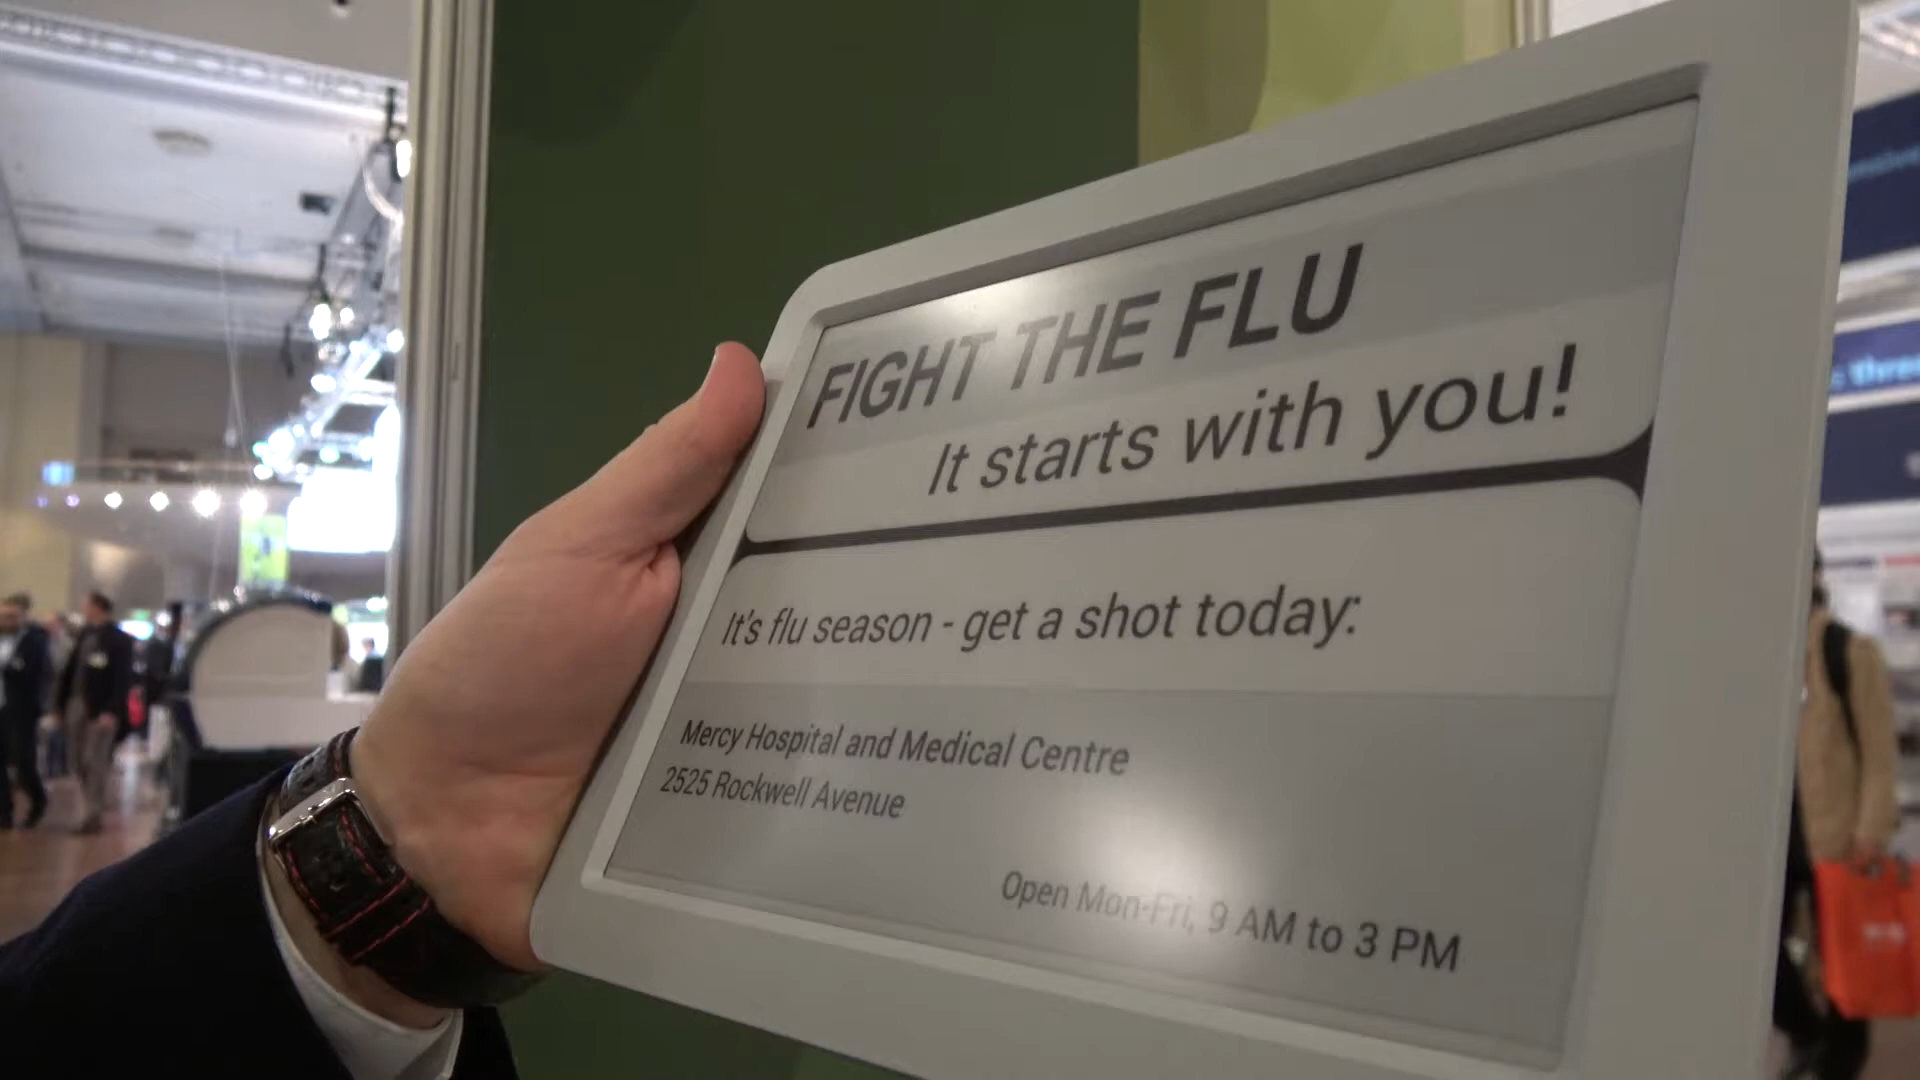 FIGHT THE FLU
It starts with you!
It's flu season - get a shot today:
Mercy Hospital and Medical Centre
2525 Rockwell Avenue
Open Mon-Fri, 9 AM to 3 PM